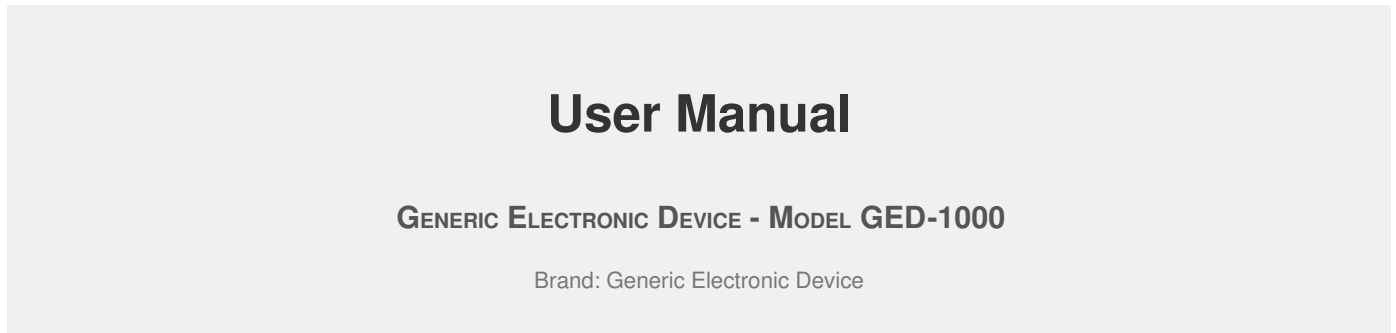 User Manual
Generic Electronic Device - Model GED-1000
Brand: Generic Electronic Device